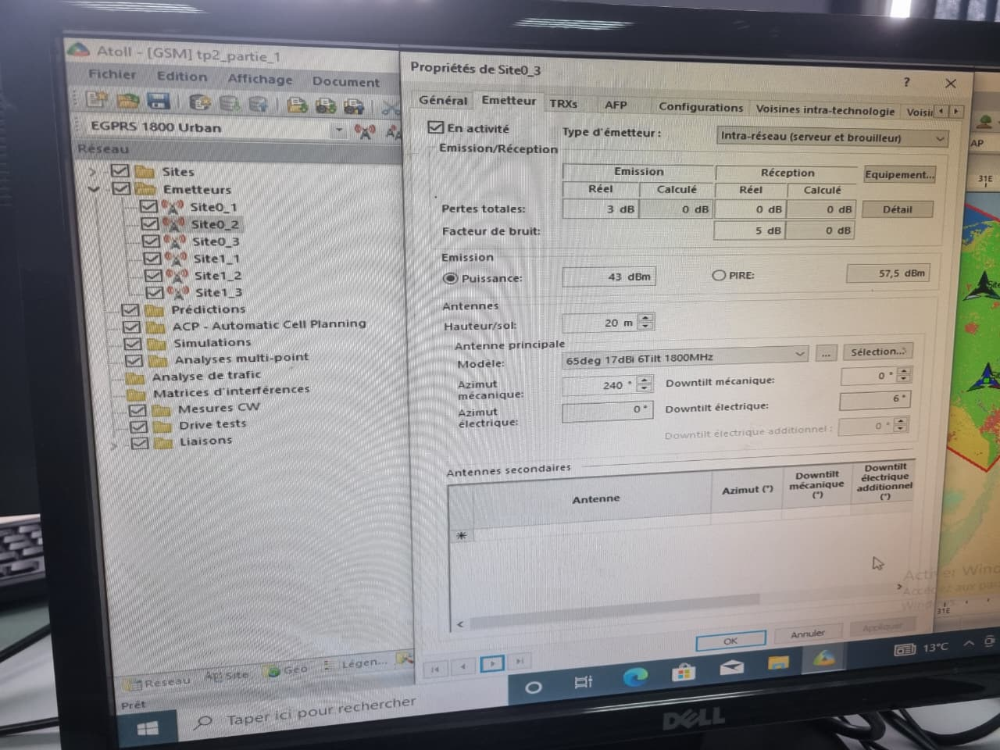 Atoll - [GSM] tp2_partie_1
Fichier Edition Affichage Document
EGPRS 1800 Urban
Réseau
Sites
Emetteurs
Site0_1
Site0_2
Site0_3
Site1_1
Site1_2
Site1_3
Prédictions
ACP - Automatic Cell Planning
Simulations
Analyses multi-point
Analyse de trafic
Matrices d'interférences
Mesures CW
Drive tests
Liaisons
Réseau Site Géo Légen...
Prêt
Propriétés de Site0_3
? ×
Général Emetteur TRXs AFP Configurations Voisines intra-technologie Voisin
En activité
Type d'émetteur : Intra-réseau (serveur et brouilleur)
Emission/Réception
Emission Réception Equipement...
Réel Calculé Réel Calculé
Pertes totales: 3 dB 0 dB 0 dB 0 dB Détail
Facteur de bruit: 5 dB 0 dB
Emission
Puissance: 43 dBm PIRE: 57,5 dBm
Antennes
Hauteur/sol: 20 m
Antenne principale
Modèle: 65deg 17dBi 6Tilt 1800MHz ... Sélection...
Azimut mécanique: 240 ° Downtilt mécanique: 0 °
Azimut électrique: 0 ° Downtilt électrique: 6 °
Downtilt électrique additionnel : 0 °
Antennes secondaires
Antenne Azimut (°) Downtilt mécanique (°) Downtilt électrique additionnel (°)
OK Annuler Appliquer
AP
31E
31E
Activer Wind
Accédez aux par
Windows.
Taper ici pour rechercher
13°C
DELL